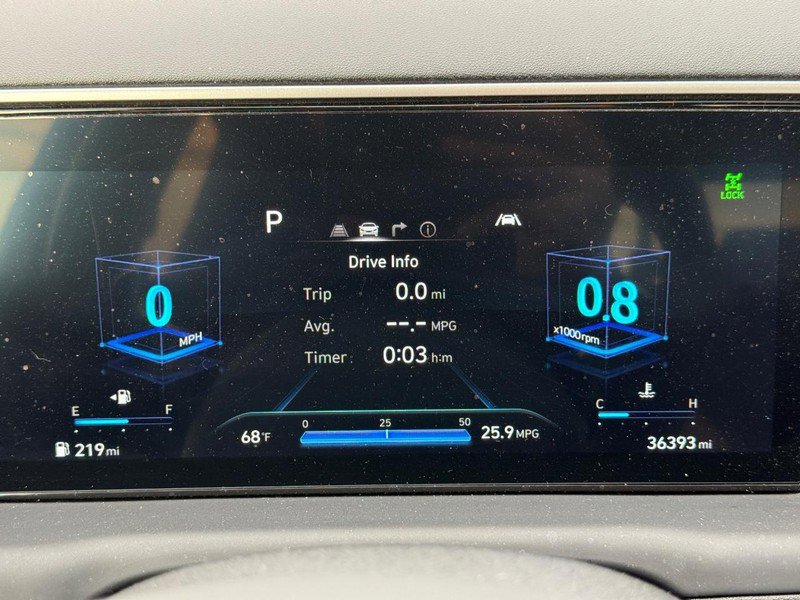 LOCK
P
Drive Info
Trip 0.0 mi
Avg. --.- MPG
Timer 0:03 h:m
0
MPH
0.8
x1000rpm
E F
219 mi
68°F
0 25 50
25.9 MPG
C H
36393 mi